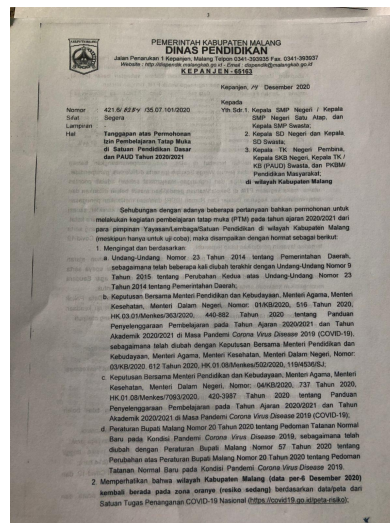 PEMERINTAH KABUPATEN MALANG
DINAS PENDIDIKAN
Jalan Penarukan 1 Kepanjen, Malang Telpon 0341-393935 Fax. 0341-393937
Website : http://dispendik.malangkab.go.id - Email : dispendik@malangkab.go.id
KEPANJEN - 65163
Kepanjen, 14 Desember 2020
Kepada
Nomor : 421.6/ /35.07.101/2020
Yth.Sdr. 1. Kepala SMP Negeri / Kepala
Sifat : Segera
SMP Negeri Satu Atap, dan
Lampiran : -
Kepala SMP Swasta;
Hal : Tanggapan atas Permohonan
2. Kepala SD Negeri dan Kepala
Izin Pembelajaran Tatap Muka
SD Swasta;
di Satuan Pendidikan Dasar
3. Kepala TK Negeri Pembina,
dan PAUD Tahun 2020/2021
Kepala SKB Negeri, Kepala TK /
KB (PAUD) Swasta, dan PKBM/
Pendidikan Masyarakat;
di wilayah Kabupaten Malang
Sehubungan dengan adanya beberapa pertanyaan bahkan permohonan untuk
melakukan kegiatan pembelajaran tatap muka (PTM) pada tahun ajaran 2020/2021 dari
para pimpinan Yayasan/Lembaga/Satuan Pendidikan di wilayah Kabupaten Malang
(meskipun hanya untuk uji coba); maka disampaikan dengan hormat sebagai berikut:
1. Mengingat dan berdasarkan:
a. Undang-Undang Nomor 23 Tahun 2014 tentang Pemerintahan Daerah,
sebagaimana telah beberapa kali diubah terakhir dengan Undang-Undang Nomor 9
Tahun 2015 tentang Perubahan Kedua atas Undang-Undang Nomor 23
Tahun 2014 tentang Pemerintahan Daerah;
b. Keputusan Bersama Menteri Pendidikan dan Kebudayaan, Menteri Agama, Menteri
Kesehatan, Menteri Dalam Negeri, Nomor: 01/KB/2020, 516 Tahun 2020,
HK.03.01/Menkes/363/2020, 440-882 Tahun 2020 tentang Panduan
Penyelenggaraan Pembelajaran pada Tahun Ajaran 2020/2021 dan Tahun
Akademik 2020/2021 di Masa Pandemi Corona Virus Disease 2019 (COVID-19),
sebagaimana telah diubah dengan Keputusan Bersama Menteri Pendidikan dan
Kebudayaan, Menteri Agama, Menteri Kesehatan, Menteri Dalam Negeri, Nomor:
03/KB/2020, 612 Tahun 2020, HK.01.08/Menkes/502/2020, 119/4536/SJ;
c. Keputusan Bersama Menteri Pendidikan dan Kebudayaan, Menteri Agama, Menteri
Kesehatan, Menteri Dalam Negeri, Nomor: 04/KB/2020, 737 Tahun 2020,
HK.01.08/Menkes/7093/2020, 420-3987 Tahun 2020 tentang Panduan
Penyelenggaraan Pembelajaran pada Tahun Ajaran 2020/2021 dan Tahun
Akademik 2020/2021 di Masa Pandemi Corona Virus Disease 2019 (COVID-19);
d. Peraturan Bupati Malang Nomor 20 Tahun 2020 tentang Pedoman Tatanan Normal
Baru pada Kondisi Pandemi Corona Virus Disease 2019, sebagaimana telah
diubah dengan Peraturan Bupati Malang Nomor 57 Tahun 2020 tentang
Perubahan atas Peraturan Bupati Malang Nomor 20 Tahun 2020 tentang Pedoman
Tatanan Normal Baru pada Kondisi Pandemi Corona Virus Disease 2019.
2. Memperhatikan bahwa wilayah Kabupaten Malang (data per-6 Desember 2020)
kembali berada pada zona oranye (resiko sedang) berdasarkan data/peta dari
Satuan Tugas Penanganan COVID-19 Nasional (https://covid19.go.id/peta-risiko);